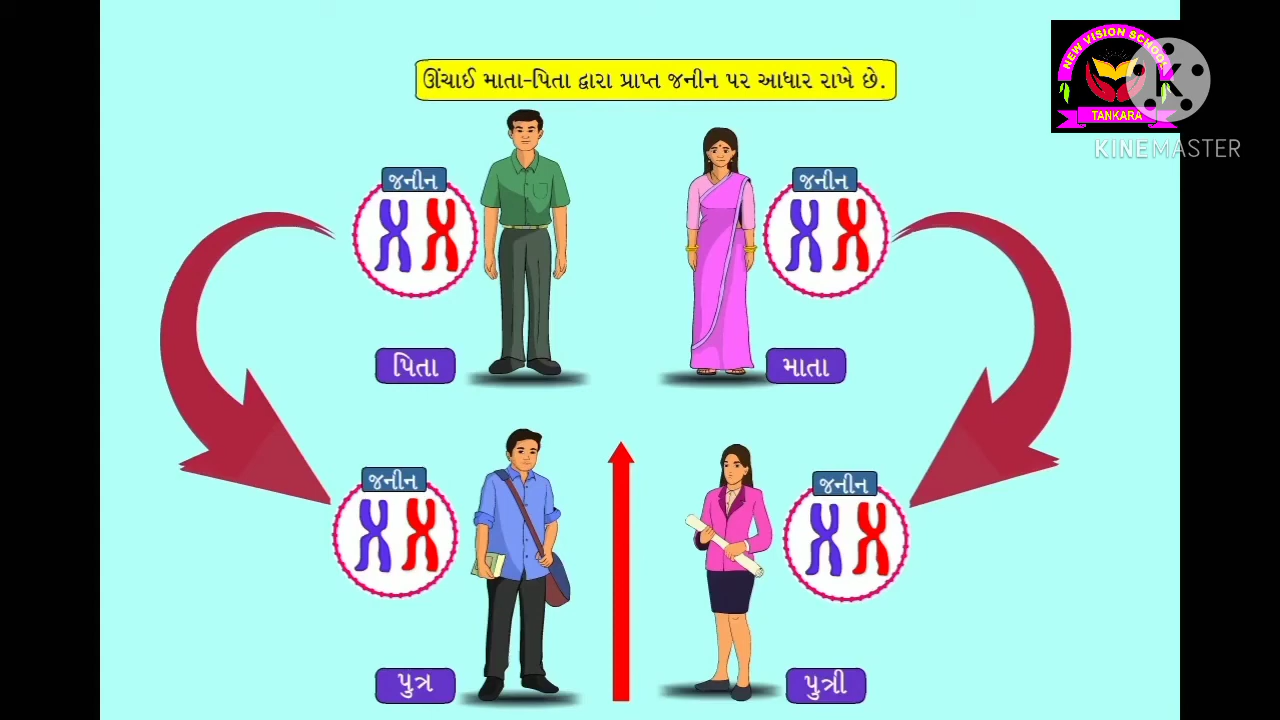 ઊંચાઈ માતા-પિતા દ્વારા પ્રાપ્ત જનીન પર આધાર રાખે છે.
NEW VISION SCHOOL
TANKARA
KINEMASTER
જનીન
જનીન
પિતા
માતા
જનીન
જનીન
પુત્ર
પુત્રી